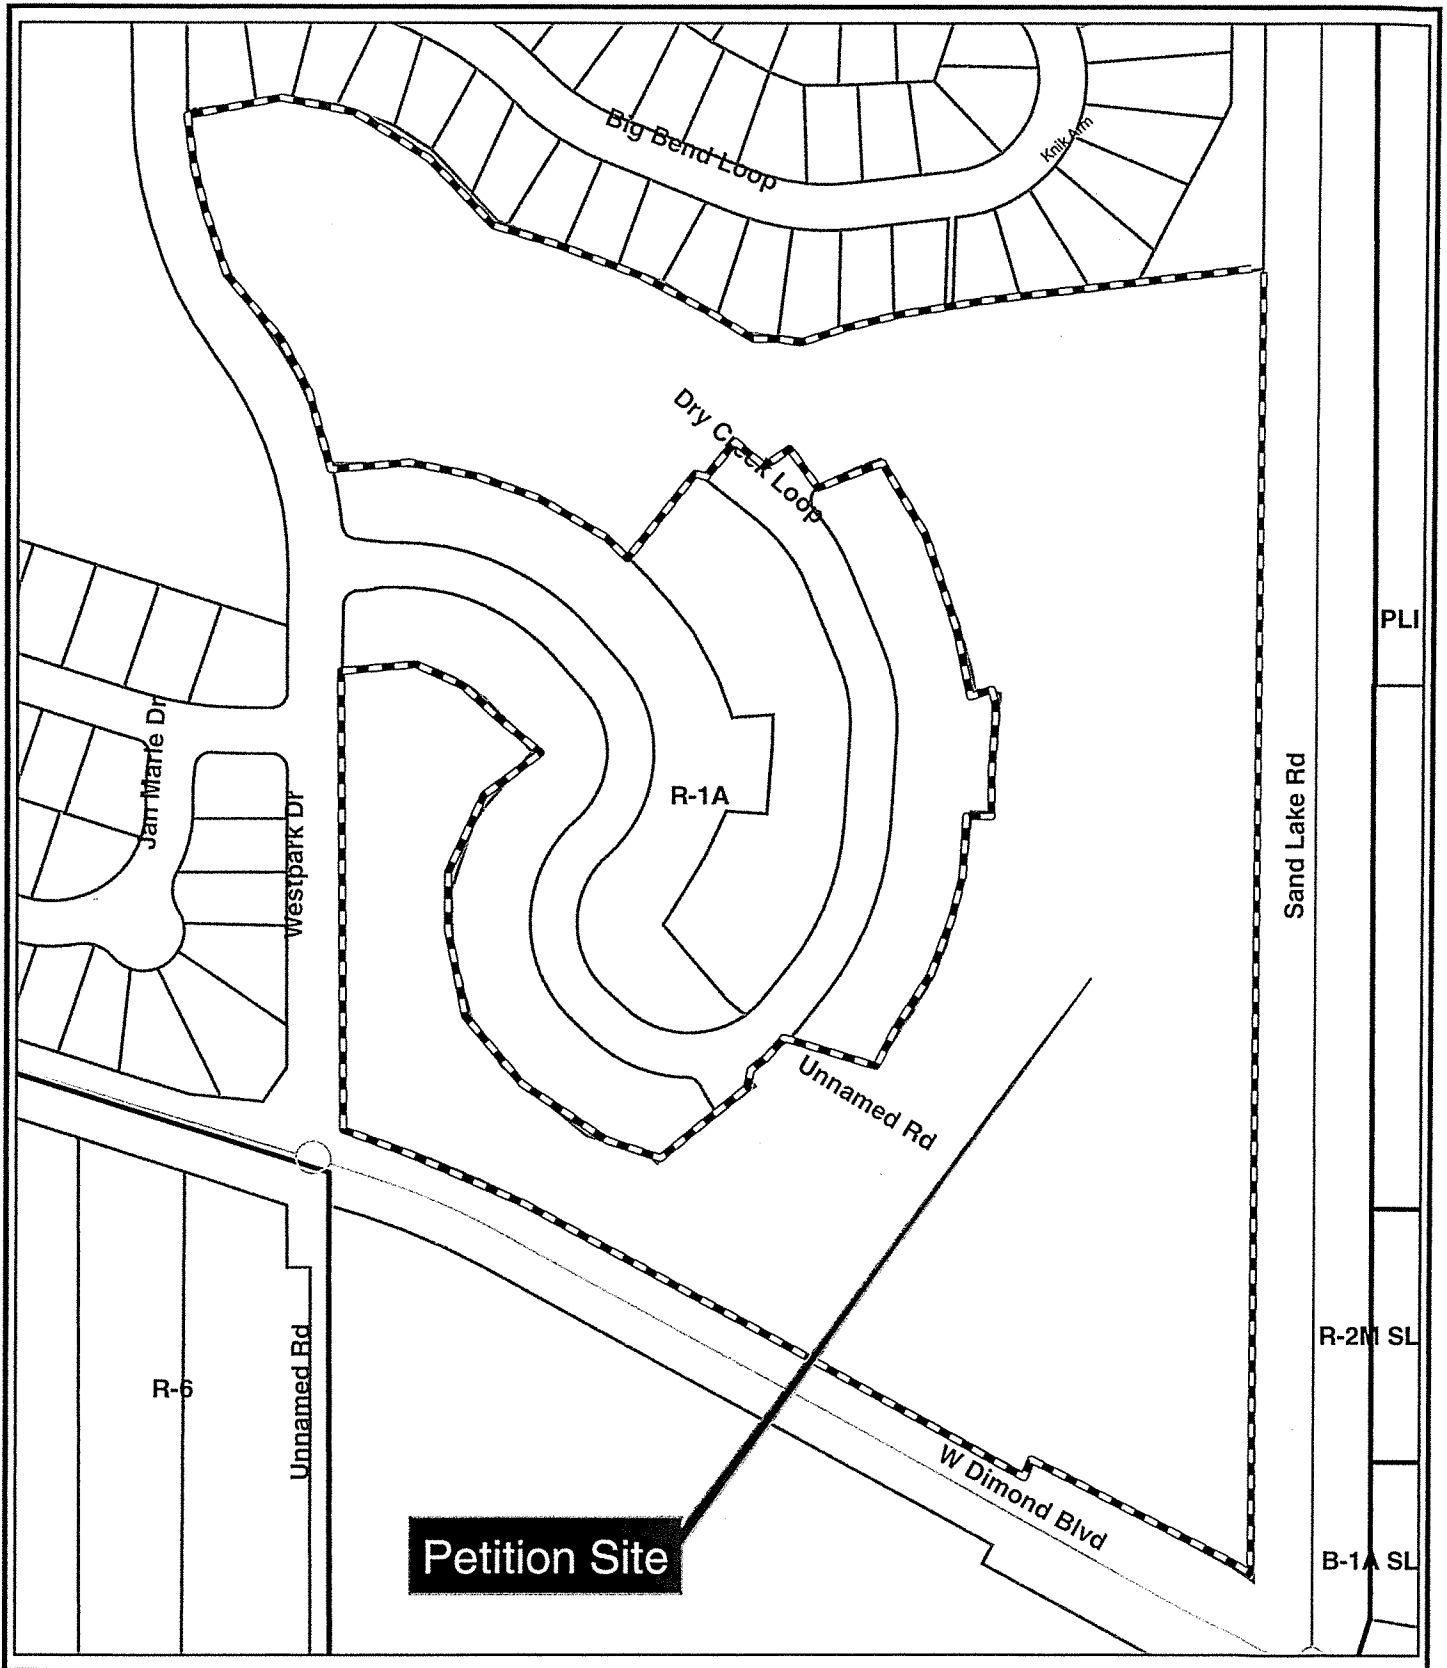 Big Bend Loop
Knik Arm
Dry Creek Loop
PLI
Jan Marie Dr
Westpark Dr
R-1A
Sand Lake Rd
Unnamed Rd
R-2M SL
R-6
Unnamed Rd
W Dimond Blvd
Petition Site
B-1A SL